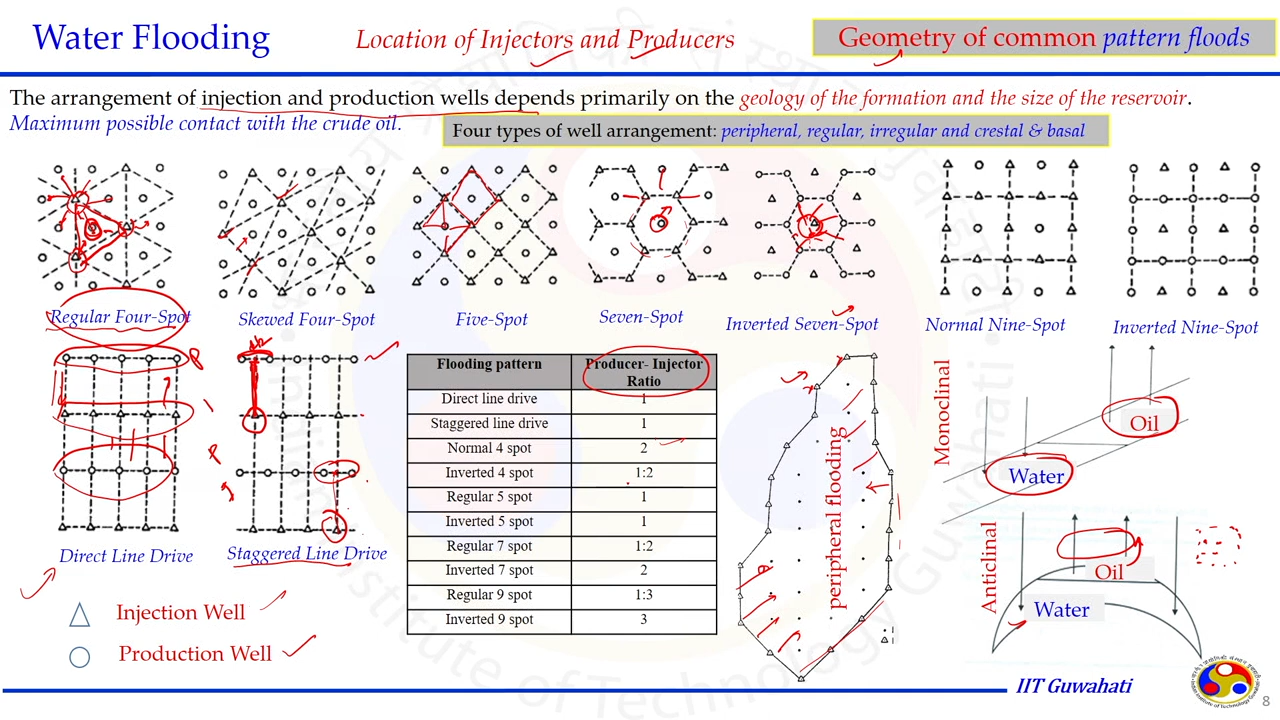 Water Flooding
Location of Injectors and Producers
Geometry of common pattern floods
The arrangement of injection and production wells depends primarily on the geology of the formation and the size of the reservoir.
Maximum possible contact with the crude oil.
Four types of well arrangement: peripheral, regular, irregular and crestal & basal
Regular Four-Spot
Skewed Four-Spot
Five-Spot
Seven-Spot
Inverted Seven-Spot
Normal Nine-Spot
Inverted Nine-Spot
Direct Line Drive
Staggered Line Drive
Injection Well
Production Well
Flooding pattern Producer- Injector Ratio
Direct line drive 1
Staggered line drive 1
Normal 4 spot 2
Inverted 4 spot 1:2
Regular 5 spot 1
Inverted 5 spot 1
Regular 7 spot 1:2
Inverted 7 spot 2
Regular 9 spot 1:3
Inverted 9 spot 3
peripheral flooding
Monoclinal
Oil
Water
Anticlinal
Oil
Water
IIT Guwahati
8